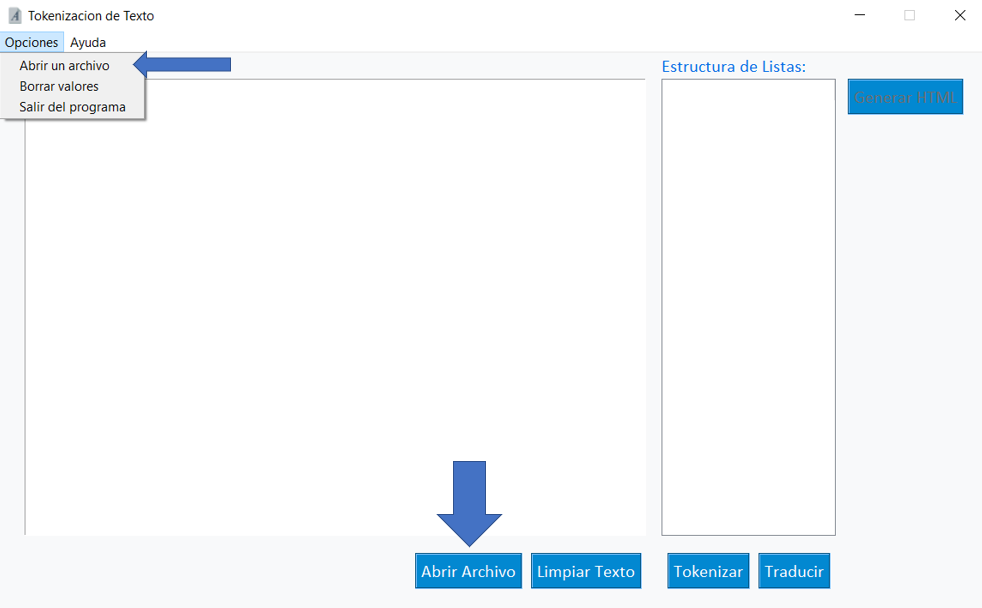 Tokenizacion de Texto
Opciones Ayuda
Abrir un archivo
Borrar valores
Salir del programa
Estructura de Listas:
Generar HTML
Abrir Archivo
Limpiar Texto
Tokenizar
Traducir